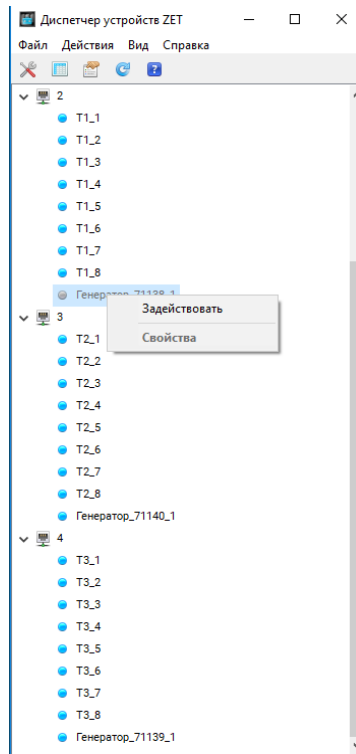 Диспетчер устройств ZET
Файл Действия Вид Справка
2
T1_1
T1_2
T1_3
T1_4
T1_5
T1_6
T1_7
T1_8
Генератор_71138_1
Задействовать
Свойства
3
T2_1
T2_2
T2_3
T2_4
T2_5
T2_6
T2_7
T2_8
Генератор_71140_1
4
T3_1
T3_2
T3_3
T3_4
T3_5
T3_6
T3_7
T3_8
Генератор_71139_1